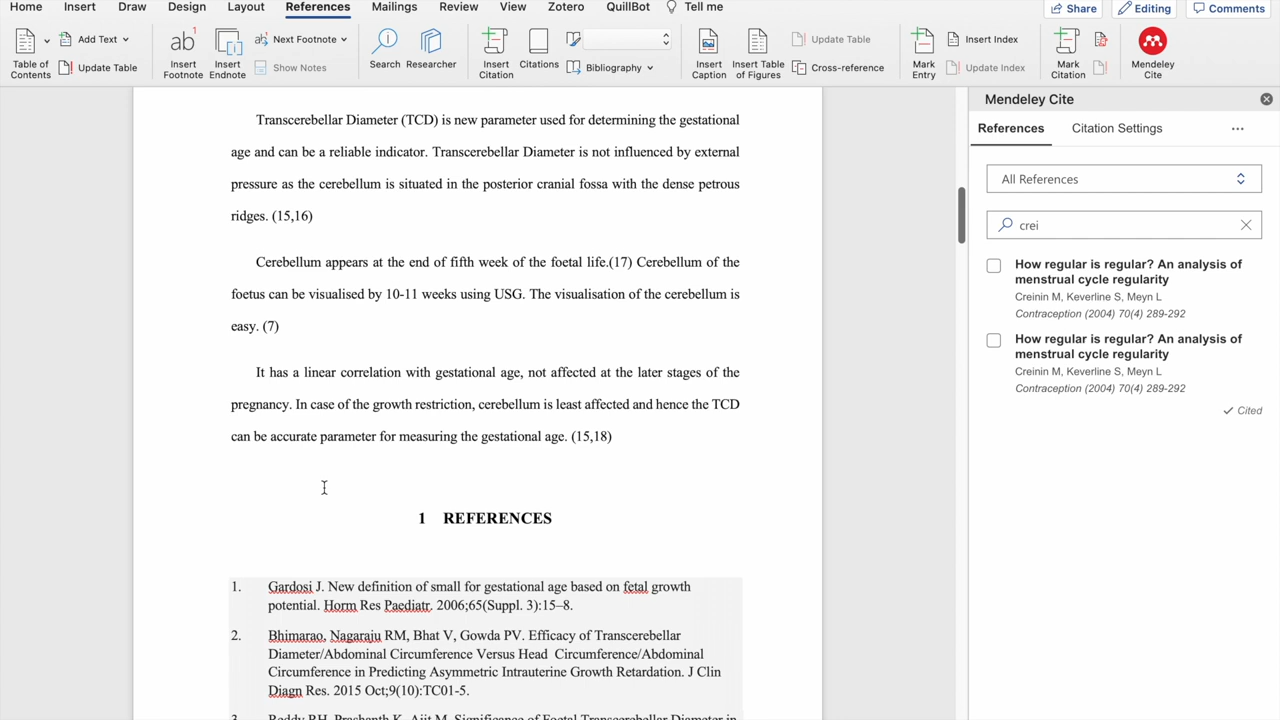 Home Insert Draw Design Layout References Mailings Review View Zotero QuillBot Tell me
Share Editing Comments
Table of Contents
Add Text
Update Table
ab
Insert Footnote
Insert Endnote
ab Next Footnote
Show Notes
Search
Researcher
Insert Citation
Citations
Bibliography
Insert Caption
Insert Table of Figures
Update Table
Cross-reference
Mark Entry
Insert Index
Update Index
Mark Citation
Mendeley Cite
Transcerebellar Diameter (TCD) is new parameter used for determining the gestational
age and can be a reliable indicator. Transcerebellar Diameter is not influenced by external
pressure as the cerebellum is situated in the posterior cranial fossa with the dense petrous
ridges. (15,16)
Cerebellum appears at the end of fifth week of the foetal life.(17) Cerebellum of the
foetus can be visualised by 10-11 weeks using USG. The visualisation of the cerebellum is
easy. (7)
It has a linear correlation with gestational age, not affected at the later stages of the
pregnancy. In case of the growth restriction, cerebellum is least affected and hence the TCD
can be accurate parameter for measuring the gestational age. (15,18)
1 REFERENCES
1. Gardosi J. New definition of small for gestational age based on fetal growth
potential. Horm Res Paediatr. 2006;65(Suppl. 3):15–8.
2. Bhimarao, Nagaraju RM, Bhat V, Gowda PV. Efficacy of Transcerebellar
Diameter/Abdominal Circumference Versus Head Circumference/Abdominal
Circumference in Predicting Asymmetric Intrauterine Growth Retardation. J Clin
Diagn Res. 2015 Oct;9(10):TC01-5.
3. Reddy RH, Prashanth K, Ajit M. Significance of Foetal Transcerebellar Diameter in
Mendeley Cite
References Citation Settings
All References
crei
How regular is regular? An analysis of
menstrual cycle regularity
Creinin M, Keverline S, Meyn L
Contraception (2004) 70(4) 289-292
How regular is regular? An analysis of
menstrual cycle regularity
Creinin M, Keverline S, Meyn L
Contraception (2004) 70(4) 289-292
Cited